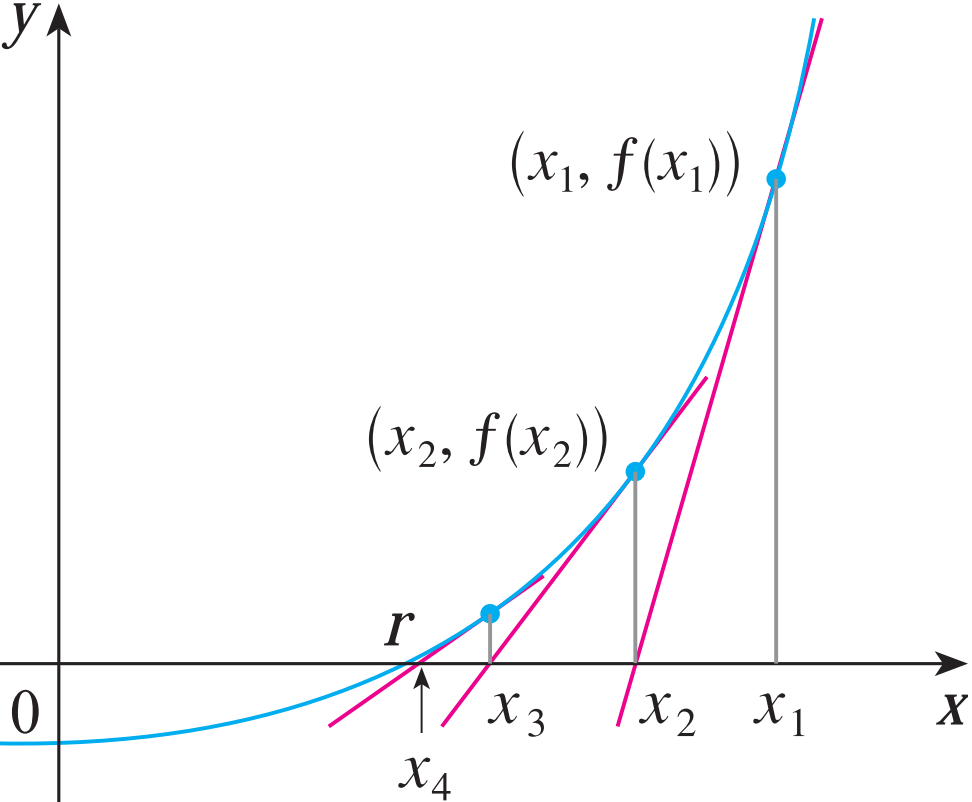 y
(x₁, f(x₁))
(x₂, f(x₂))
r
0
x₃
x₂
x₁
x
x₄